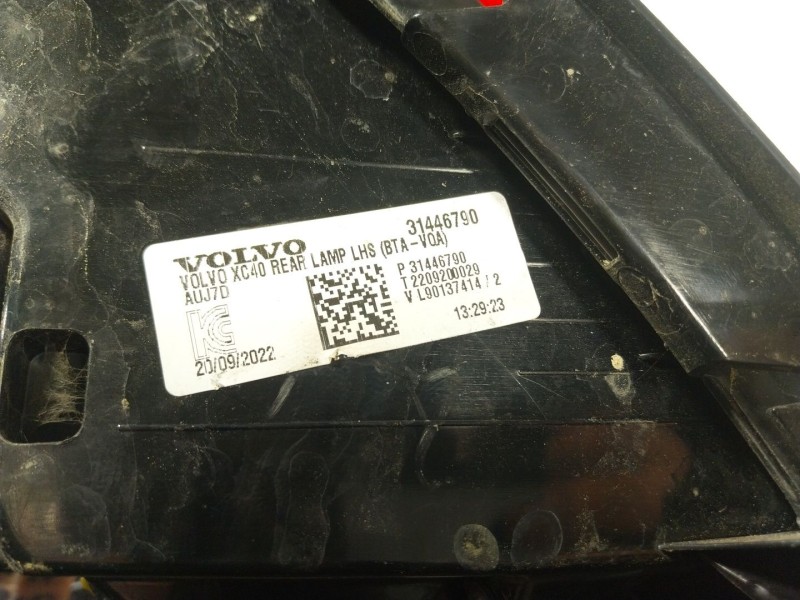 31446790
VOLVO
VOLVO XC40 REAR LAMP LHS (BTA-VOA)
AUJ7D
P 31446790
T 2209200029
V L90137414 / 2
20/09/2022
13:29:23